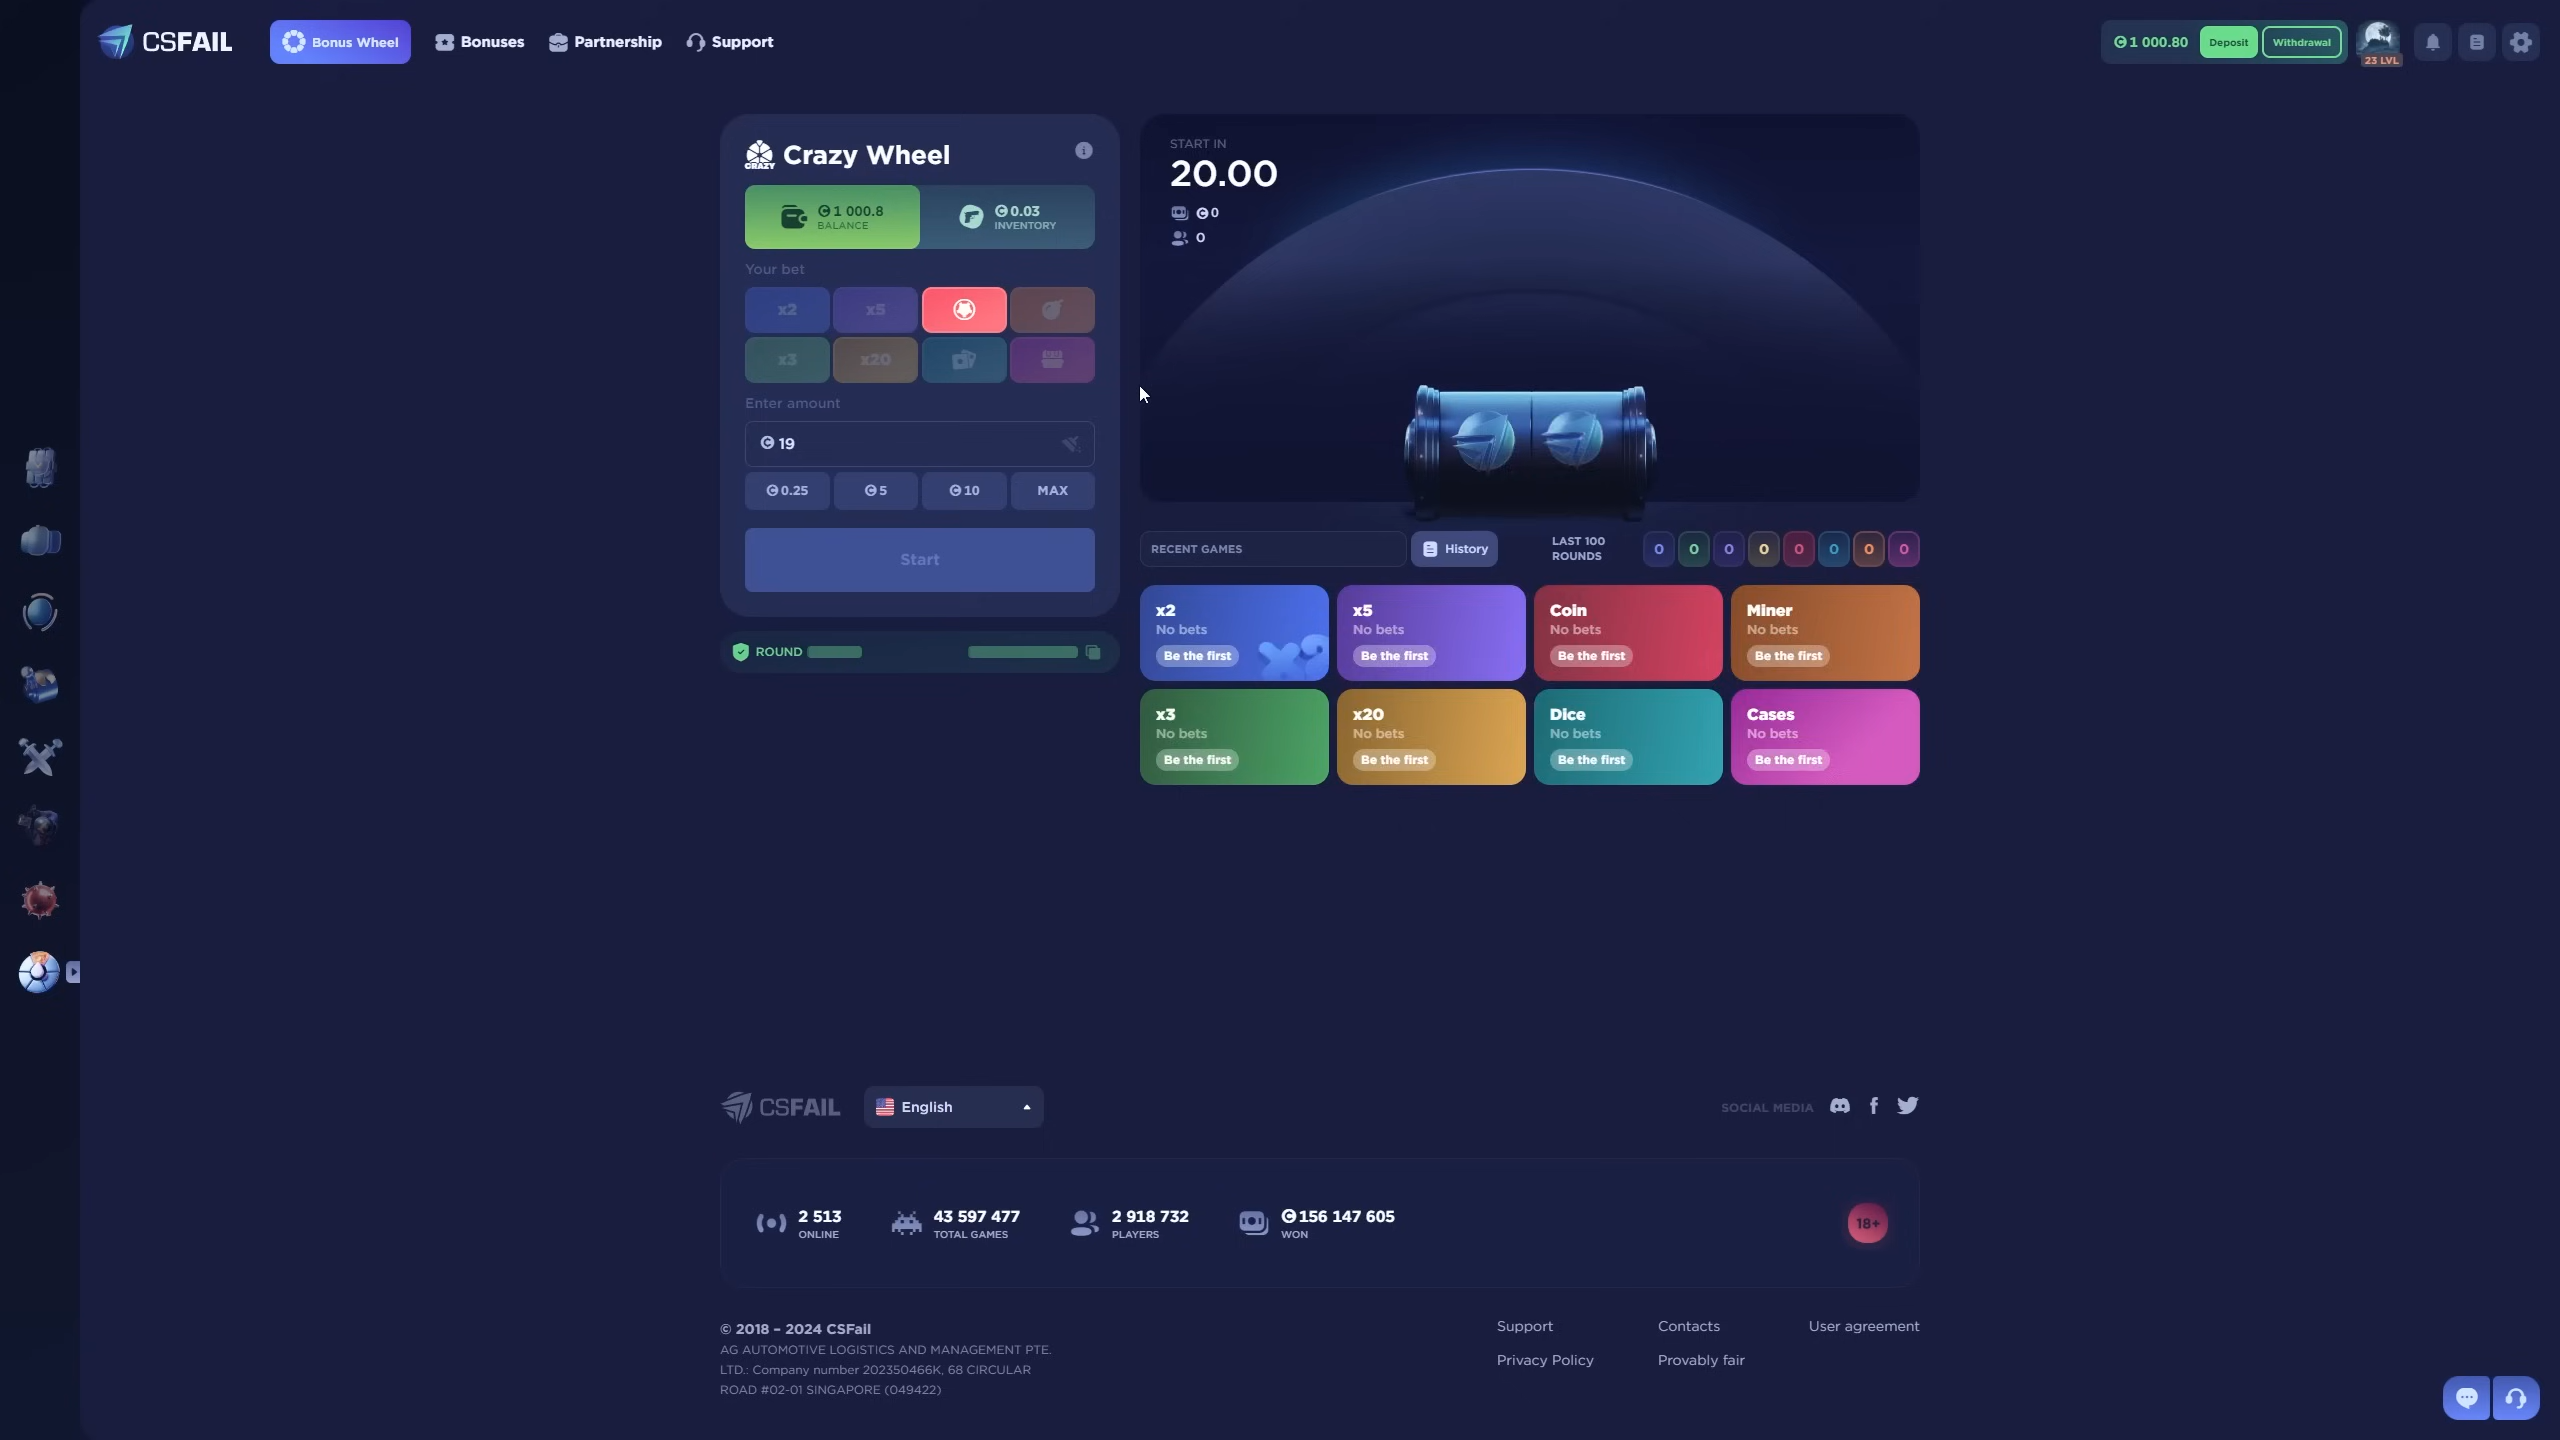 CSFAIL
Bonus Wheel
Bonuses
Partnership
Support
1 000.80
Deposit
Withdrawal
23 LVL
CRAZY
Crazy Wheel
1 000.8
BALANCE
0.03
INVENTORY
Your bet
x2
x5
x3
x20
Enter amount
19
0.25
5
10
MAX
Start
ROUND
START IN
20.00
0
0
RECENT GAMES
History
LAST 100
ROUNDS
0 0 0 0 0 0 0 0
x2
No bets
Be the first
x5
No bets
Be the first
Coin
No bets
Be the first
Miner
No bets
Be the first
x3
No bets
Be the first
x20
No bets
Be the first
Dice
No bets
Be the first
Cases
No bets
Be the first
CSFAIL
English
SOCIAL MEDIA
2 513
ONLINE
43 597 477
TOTAL GAMES
2 918 732
PLAYERS
156 147 605
WON
18+
© 2018 – 2024 CSFail
AG AUTOMOTIVE LOGISTICS AND MANAGEMENT PTE.
LTD.: Company number 202350466K, 68 CIRCULAR
ROAD #02-01 SINGAPORE (049422)
Support
Contacts
User agreement
Privacy Policy
Provably fair